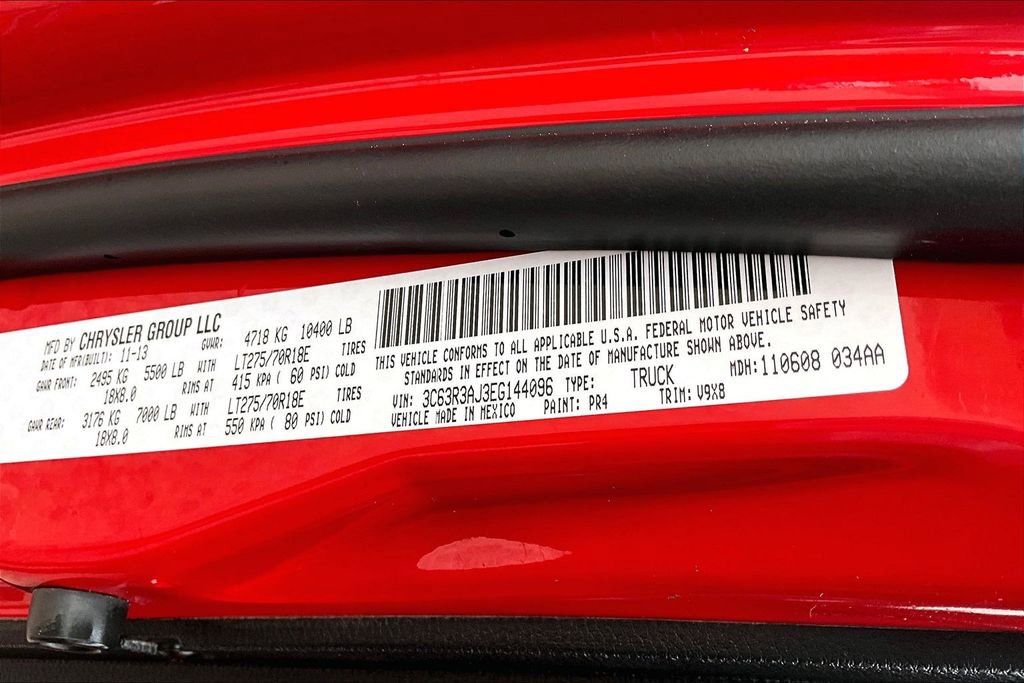 MFD BY CHRYSLER GROUP LLC
DATE OF MFR(BUILT): 11-13 GVWR: 4718 KG 10400 LB
GAWR FRONT: 2495 KG 5500 LB WITH LT275/70R18E TIRES
18X8.0 RIMS AT 415 KPA ( 60 PSI) COLD
GAWR REAR: 3176 KG 7000 LB WITH LT275/70R18E TIRES
18X8.0 RIMS AT 550 KPA ( 80 PSI) COLD
THIS VEHICLE CONFORMS TO ALL APPLICABLE U.S.A. FEDERAL MOTOR VEHICLE SAFETY
STANDARDS IN EFFECT ON THE DATE OF MANUFACTURE SHOWN ABOVE.
VIN: 3C63R3AJ3EG144096 TYPE: TRUCK MDH: 110608 034AA
VEHICLE MADE IN MEXICO PAINT: PR4 TRIM: V9X8